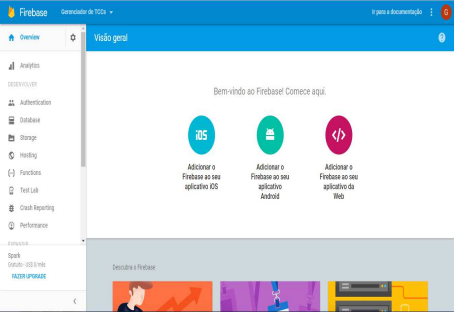 Firebase
Gerenciador de TCCs
Ir para a documentação
G
Overview
Visão geral
Analytics
DESENVOLVER
Authentication
Database
Storage
Hosting
Functions
Test Lab
Crash Reporting
Performance
Spark
Gratuito - US$ 0/mês
FAZER UPGRADE
Bem-vindo ao Firebase! Comece aqui.
iOS
Adicionar o
Firebase ao seu
aplicativo iOS
Adicionar o
Firebase ao seu
aplicativo
Android
</>
Adicionar o
Firebase ao seu
aplicativo da
Web
Descubra o Firebase